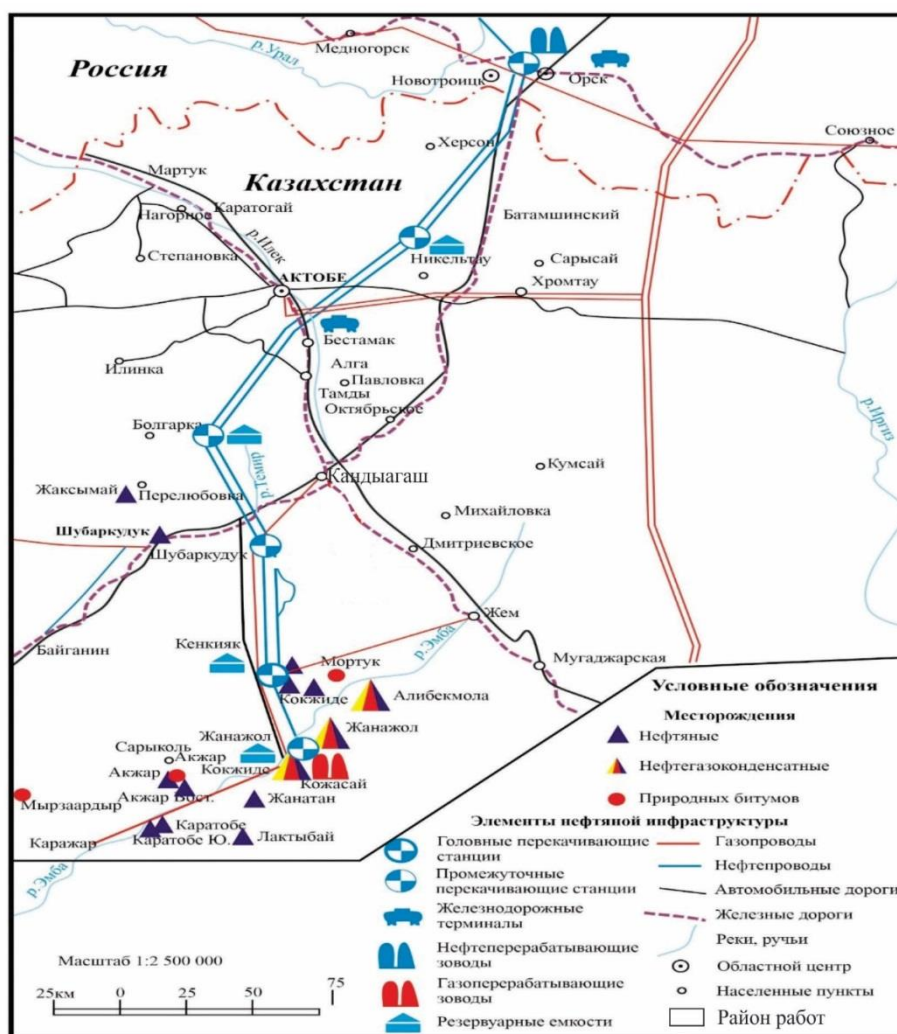 Медногорск
р.Урал
Россия
Новотроицк
Орск
Херсон
Союзное
Мартук
Казахстан
Каратогай
Нагорное
Батамшинский
р.Илек
Степановка
Никельтау
Сарысай
АКТОБЕ
Хромтау
Бестамак
Илинка
Алга
Павловка
Тамды
Октябрьское
р.Иргиз
Болгарка
Кумсай
Кандыагаш
р.Темир
Жаксымай
Перелюбовка
Михайловка
Шубаркудук
Шубаркудук
Дмитриевское
Жем
р.Эмба
Байганин
Кенкияк
Мортук
Мугаджарская
Кокжиде
Алибекмола
Жанажол
Жанажол
Сарыколь
Акжар
Кокжиде
Акжар
Кожасай
Мырзаардыр
Акжар Вост.
Жанатан
Каратобе
Каражар
Каратобе Ю.
Лактыбай
р.Эмба
Условные обозначения
Месторождения
Нефтяные
Нефтегазоконденсатные
Природных битумов
Элементы нефтяной инфраструктуры
Головные перекачивающие
станции
Промежуточные
перекачивающие станции
Железнодорожные
терминалы
Нефтеперерабатывающие
зоводы
Газоперерабатывающие
зоводы
Резервуарные емкости
Газопроводы
Нефтепроводы
Автомобильные дороги
Железные дороги
Реки, ручьи
Областной центр
Населенные пункты
Район работ
Масштаб 1:2 500 000
25км
0
25
50
75